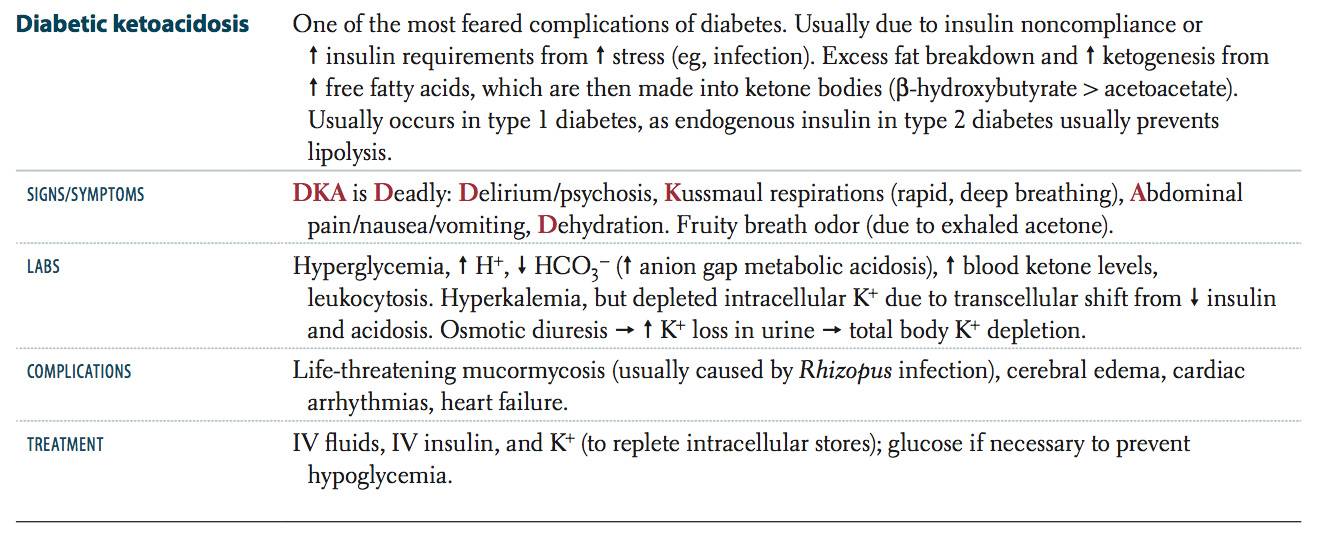 Diabetic ketoacidosis
One of the most feared complications of diabetes. Usually due to insulin noncompliance or
↑ insulin requirements from ↑ stress (eg, infection). Excess fat breakdown and ↑ ketogenesis from
↑ free fatty acids, which are then made into ketone bodies (β-hydroxybutyrate > acetoacetate).
Usually occurs in type 1 diabetes, as endogenous insulin in type 2 diabetes usually prevents
lipolysis.
SIGNS/SYMPTOMS
DKA is Deadly: Delirium/psychosis, Kussmaul respirations (rapid, deep breathing), Abdominal
pain/nausea/vomiting, Dehydration. Fruity breath odor (due to exhaled acetone).
LABS
Hyperglycemia, ↑ H⁺, ↓ HCO₃⁻ (↑ anion gap metabolic acidosis), ↑ blood ketone levels,
leukocytosis. Hyperkalemia, but depleted intracellular K⁺ due to transcellular shift from ↓ insulin
and acidosis. Osmotic diuresis → ↑ K⁺ loss in urine → total body K⁺ depletion.
COMPLICATIONS
Life-threatening mucormycosis (usually caused by Rhizopus infection), cerebral edema, cardiac
arrhythmias, heart failure.
TREATMENT
IV fluids, IV insulin, and K⁺ (to replete intracellular stores); glucose if necessary to prevent
hypoglycemia.